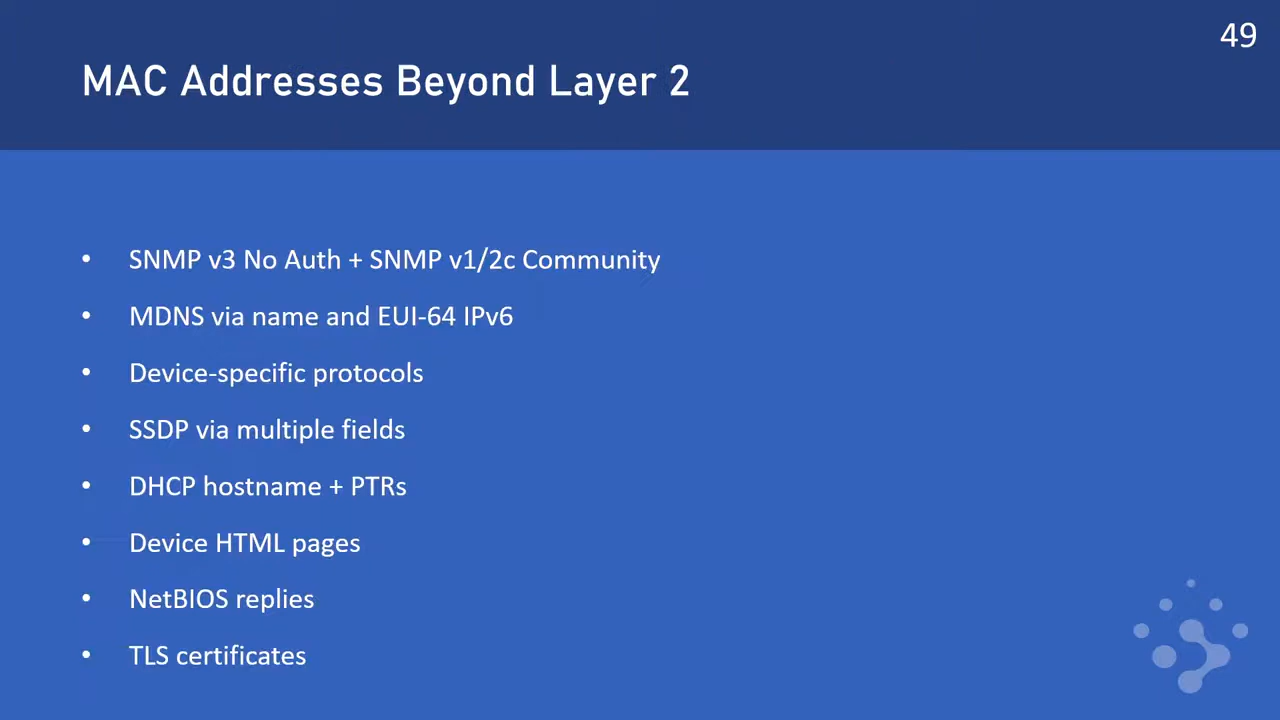 49
MAC Addresses Beyond Layer 2
• SNMP v3 No Auth + SNMP v1/2c Community
• MDNS via name and EUI-64 IPv6
• Device-specific protocols
• SSDP via multiple fields
• DHCP hostname + PTRs
• Device HTML pages
• NetBIOS replies
• TLS certificates